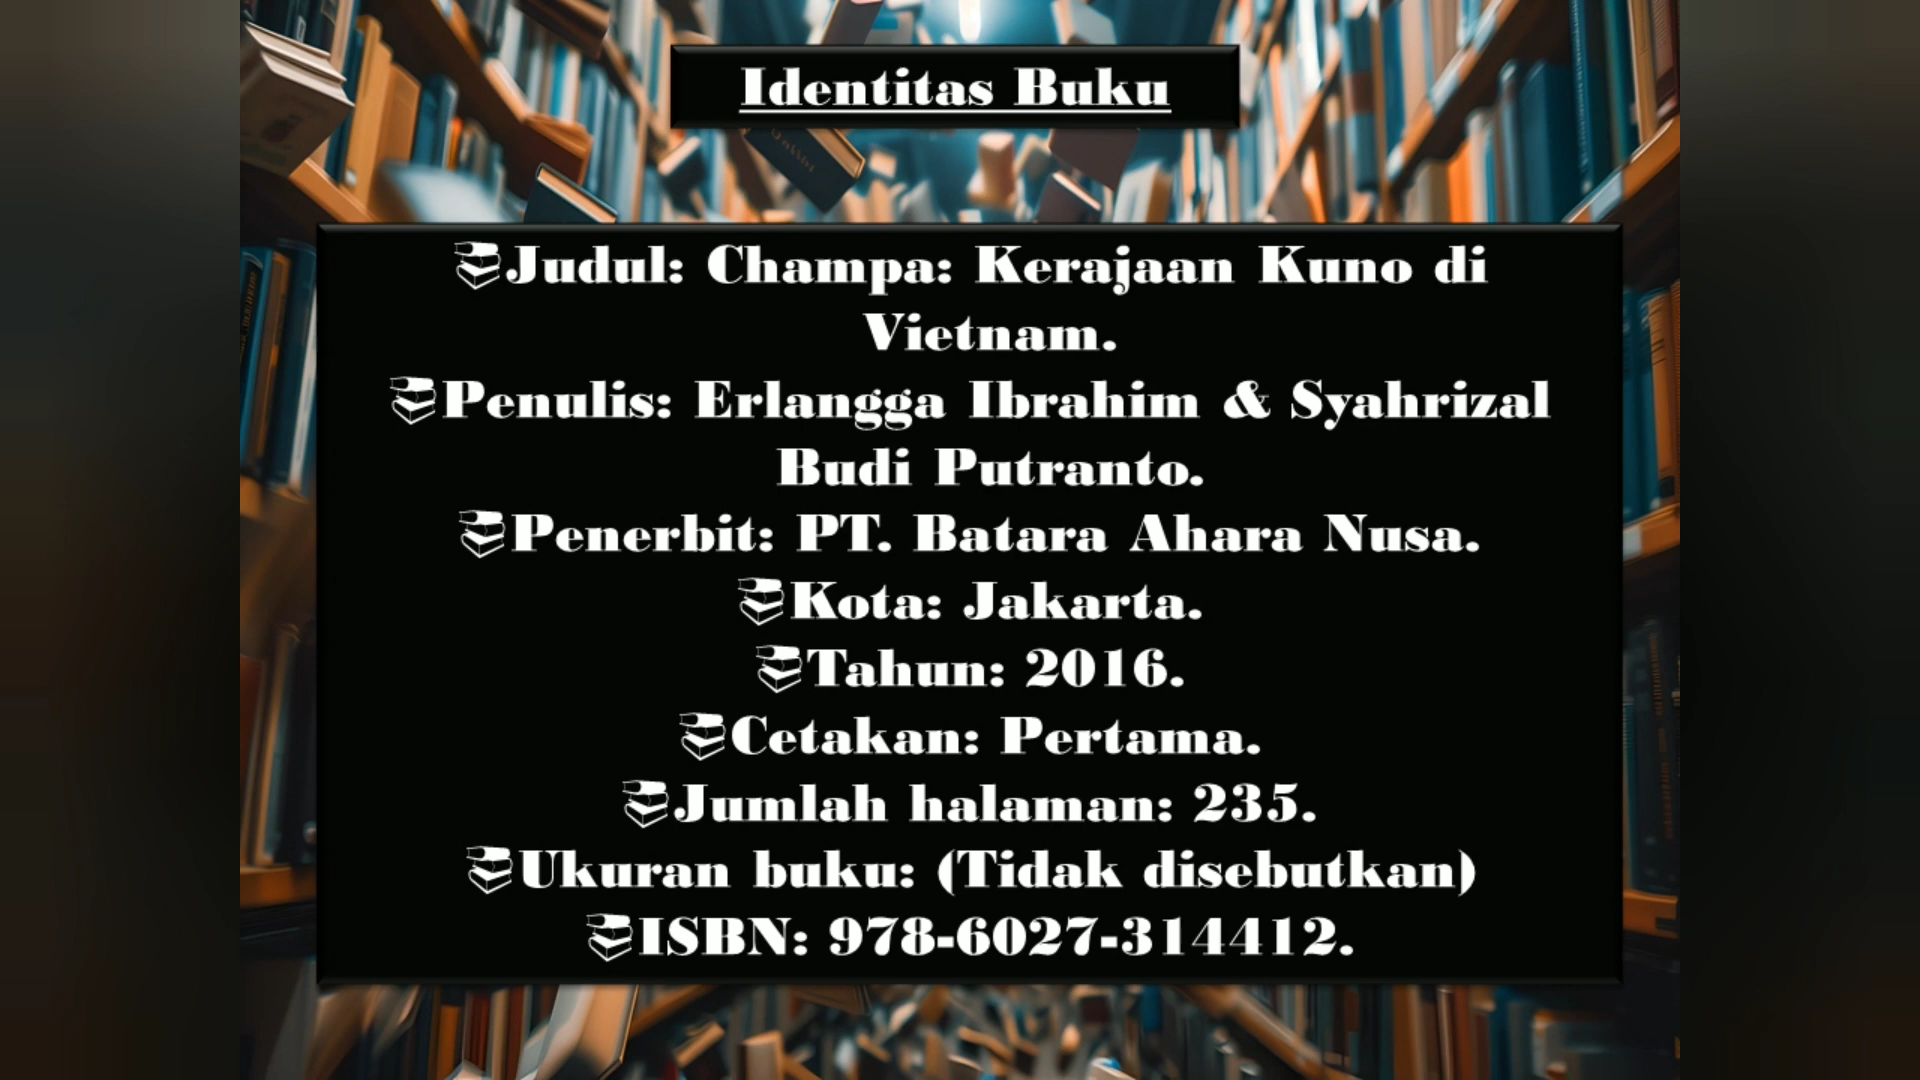 Identitas Buku
Judul: Champa: Kerajaan Kuno di
Vietnam.
Penulis: Erlangga Ibrahim & Syahrizal
Budi Putranto.
Penerbit: PT. Batara Ahara Nusa.
Kota: Jakarta.
Tahun: 2016.
Cetakan: Pertama.
Jumlah halaman: 235.
Ukuran buku: (Tidak disebutkan)
ISBN: 978-6027-314412.